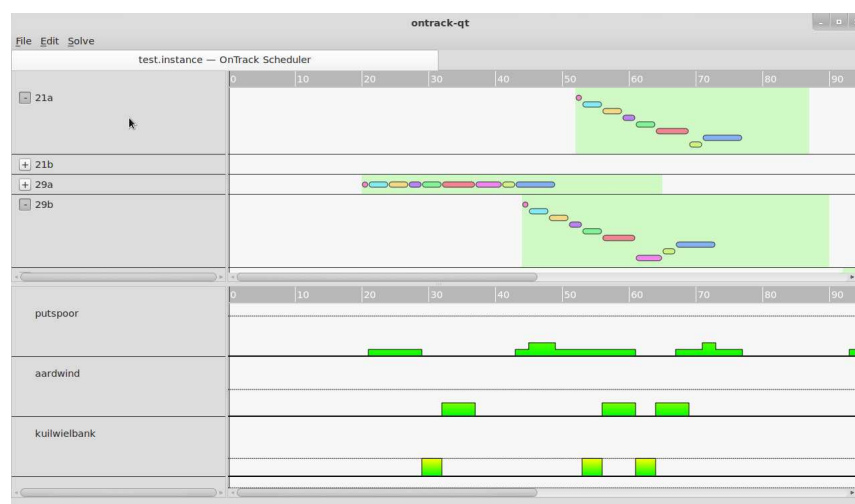 ontrack-qt
File Edit Solve
test.instance — OnTrack Scheduler
0 10 20 30 40 50 60 70 80 90
- 21a
+ 21b
+ 29a
- 29b
0 10 20 30 40 50 60 70 80 90
putspoor
aardwind
kuilwielbank